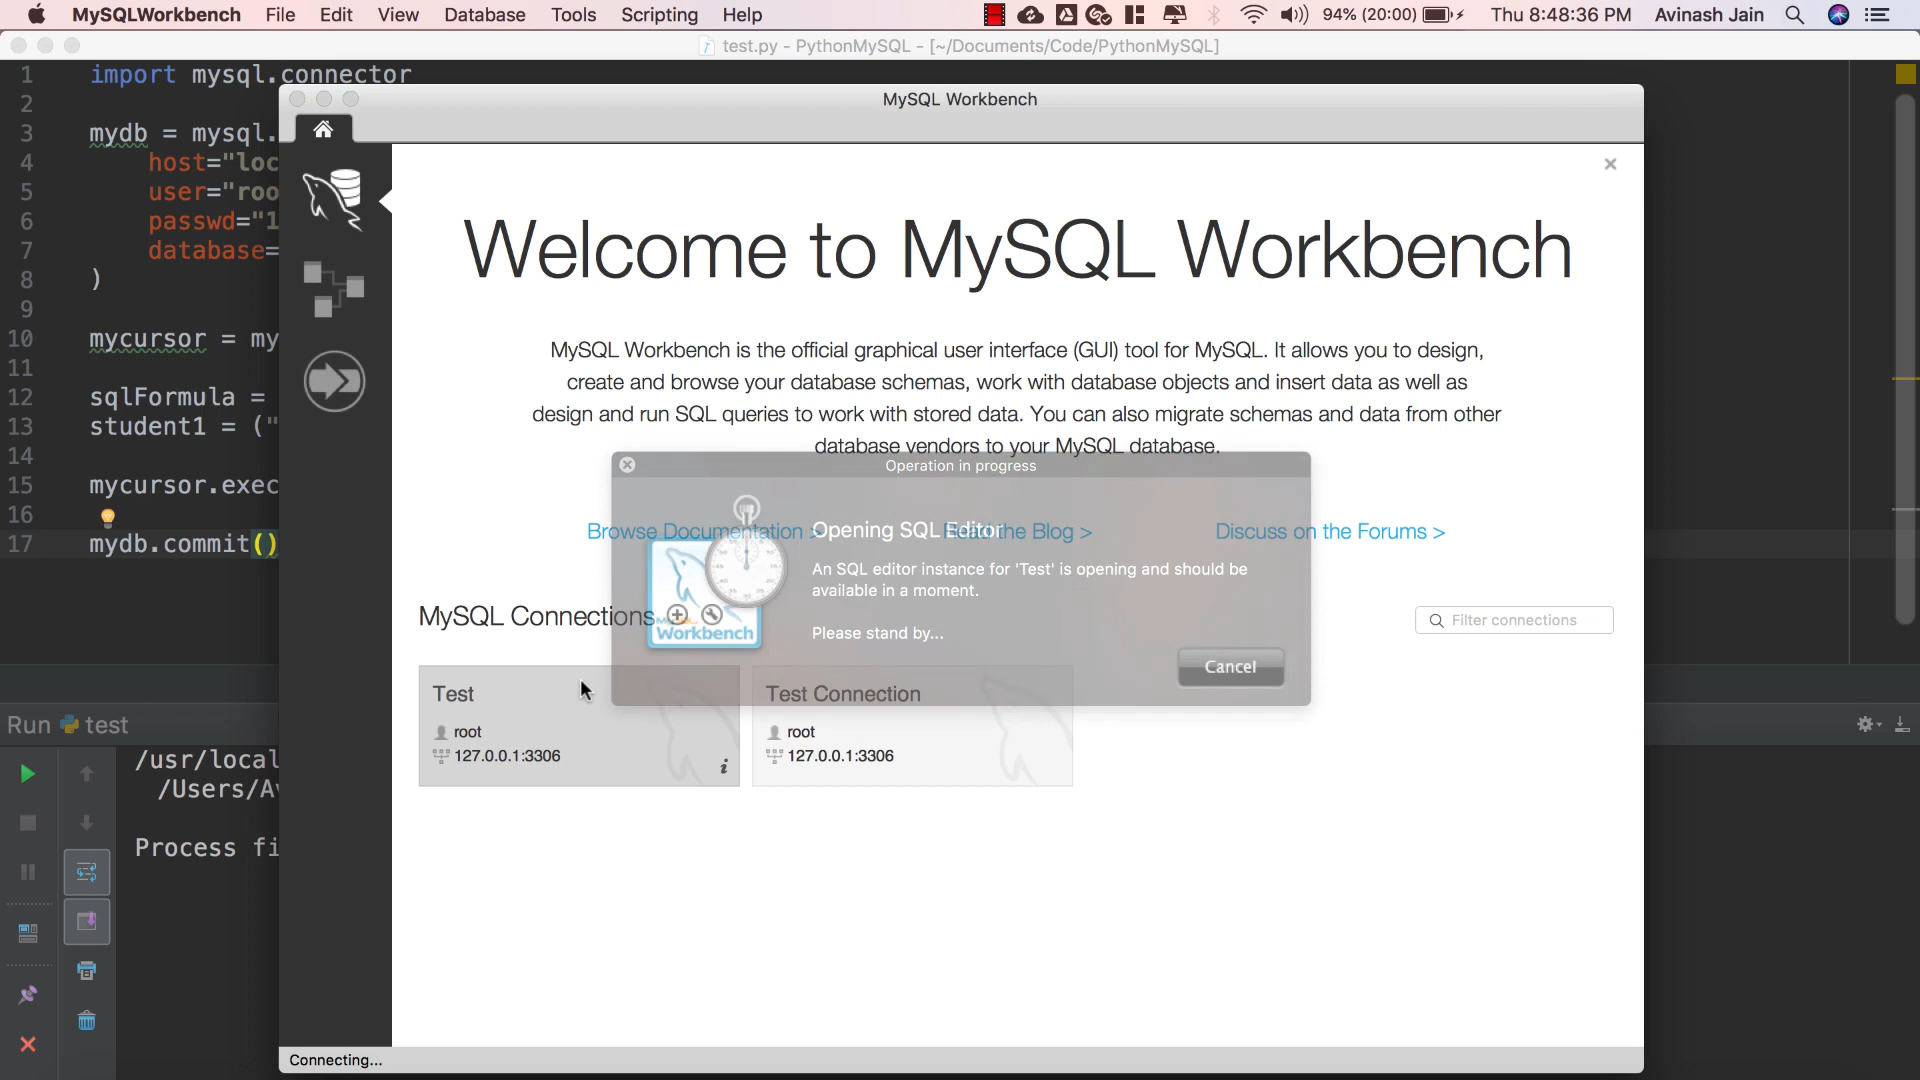 MySQLWorkbench File Edit View Database Tools Scripting Help 94% (20:00) Thu 8:48:36 PM Avinash Jain
test.py - PythonMySQL - [~/Documents/Code/PythonMySQL]
1 import mysql.connector
2
3 mydb = mysql.
4 host="loc
5 user="roo
6 passwd="1
7 database=
8 )
9
10 mycursor = my
11
12 sqlFormula =
13 student1 = ("
14
15 mycursor.exec
16
17 mydb.commit()
MySQL Workbench
Welcome to MySQL Workbench
MySQL Workbench is the official graphical user interface (GUI) tool for MySQL. It allows you to design,
create and browse your database schemas, work with database objects and insert data as well as
design and run SQL queries to work with stored data. You can also migrate schemas and data from other
database vendors to your MySQL database.
Browse Documentation > the Blog > Discuss on the Forums >
Operation in progress
Opening SQL Editor
An SQL editor instance for 'Test' is opening and should be
available in a moment.
Please stand by...
Cancel
Workbench
MySQL Connections
Filter connections
Test
root
127.0.0.1:3306
Test Connection
root
127.0.0.1:3306
Run test
/usr/local
/Users/Av
Process fi
Connecting...